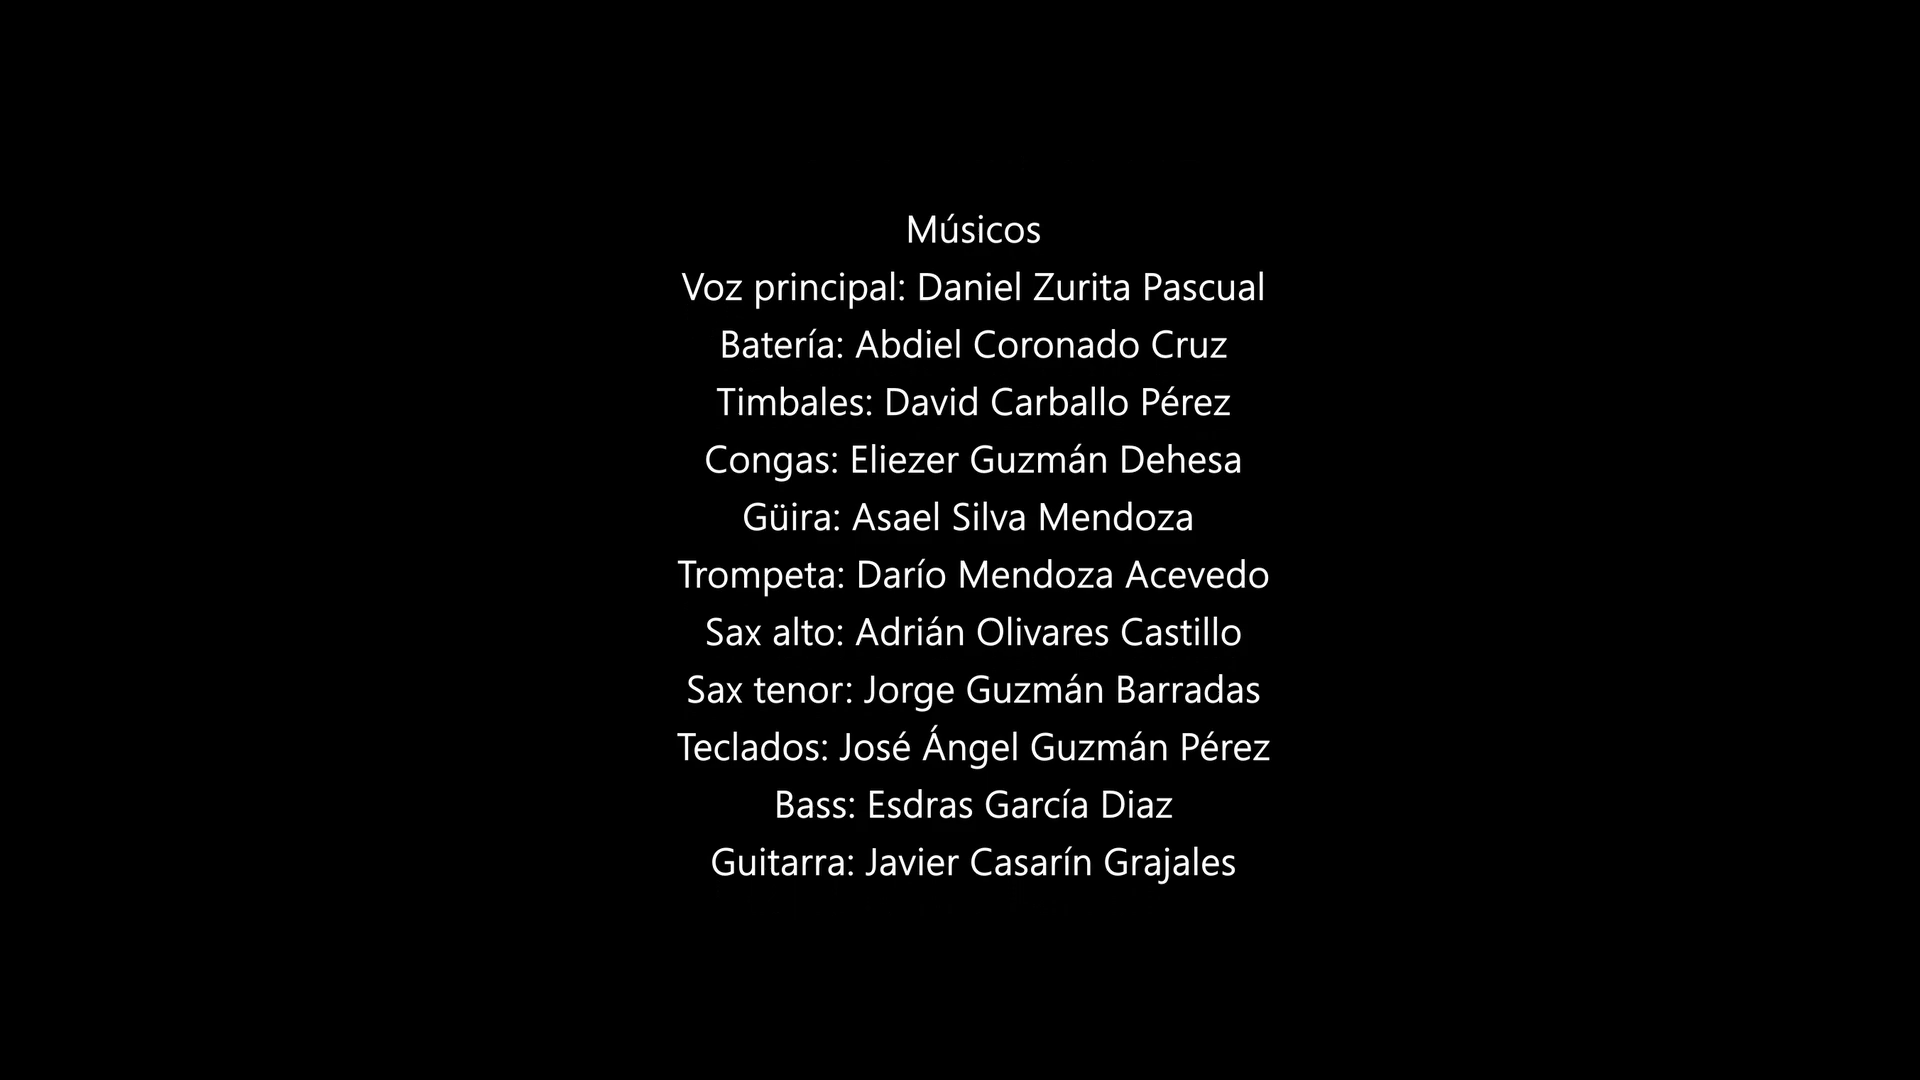 Músicos
Voz principal: Daniel Zurita Pascual
Batería: Abdiel Coronado Cruz
Timbales: David Carballo Pérez
Congas: Eliezer Guzmán Dehesa
Güira: Asael Silva Mendoza
Trompeta: Darío Mendoza Acevedo
Sax alto: Adrián Olivares Castillo
Sax tenor: Jorge Guzmán Barradas
Teclados: José Ángel Guzmán Pérez
Bass: Esdras García Diaz
Guitarra: Javier Casarín Grajales